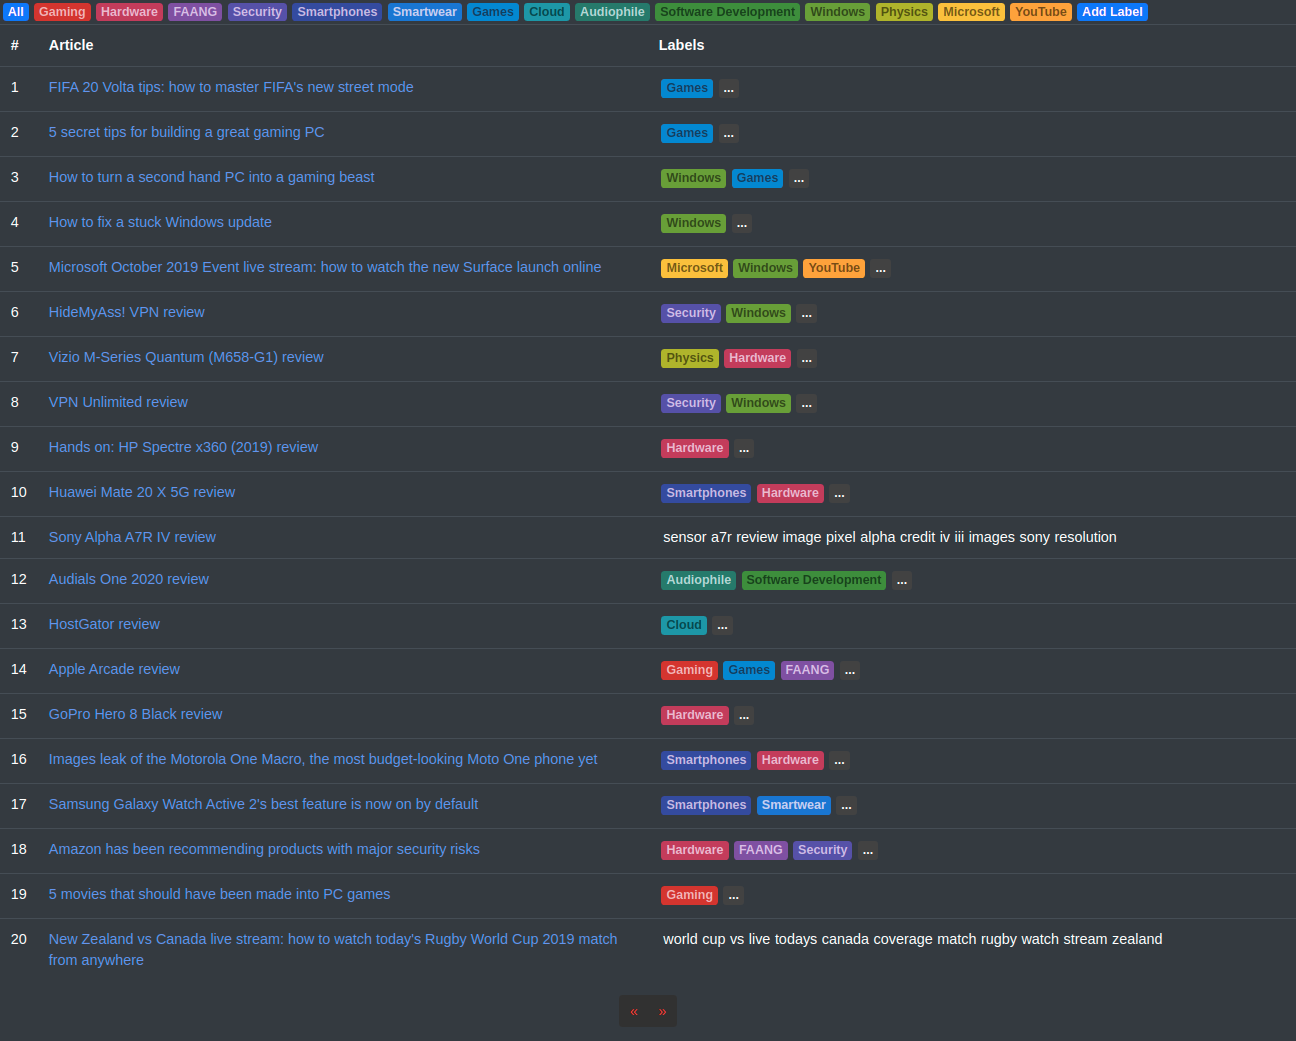 All Gaming Hardware FAANG Security Smartphones Smartwear Games Cloud Audiophile Software Development Windows Physics Microsoft YouTube Add Label
# Article Labels
1 FIFA 20 Volta tips: how to master FIFA's new street mode Games ...
2 5 secret tips for building a great gaming PC Games ...
3 How to turn a second hand PC into a gaming beast Windows Games ...
4 How to fix a stuck Windows update Windows ...
5 Microsoft October 2019 Event live stream: how to watch the new Surface launch online Microsoft Windows YouTube ...
6 HideMyAss! VPN review Security Windows ...
7 Vizio M-Series Quantum (M658-G1) review Physics Hardware ...
8 VPN Unlimited review Security Windows ...
9 Hands on: HP Spectre x360 (2019) review Hardware ...
10 Huawei Mate 20 X 5G review Smartphones Hardware ...
11 Sony Alpha A7R IV review sensor a7r review image pixel alpha credit iv iii images sony resolution
12 Audials One 2020 review Audiophile Software Development ...
13 HostGator review Cloud ...
14 Apple Arcade review Gaming Games FAANG ...
15 GoPro Hero 8 Black review Hardware ...
16 Images leak of the Motorola One Macro, the most budget-looking Moto One phone yet Smartphones Hardware ...
17 Samsung Galaxy Watch Active 2's best feature is now on by default Smartphones Smartwear ...
18 Amazon has been recommending products with major security risks Hardware FAANG Security ...
19 5 movies that should have been made into PC games Gaming ...
20 New Zealand vs Canada live stream: how to watch today's Rugby World Cup 2019 match world cup vs live todays canada coverage match rugby watch stream zealand
from anywhere
« »